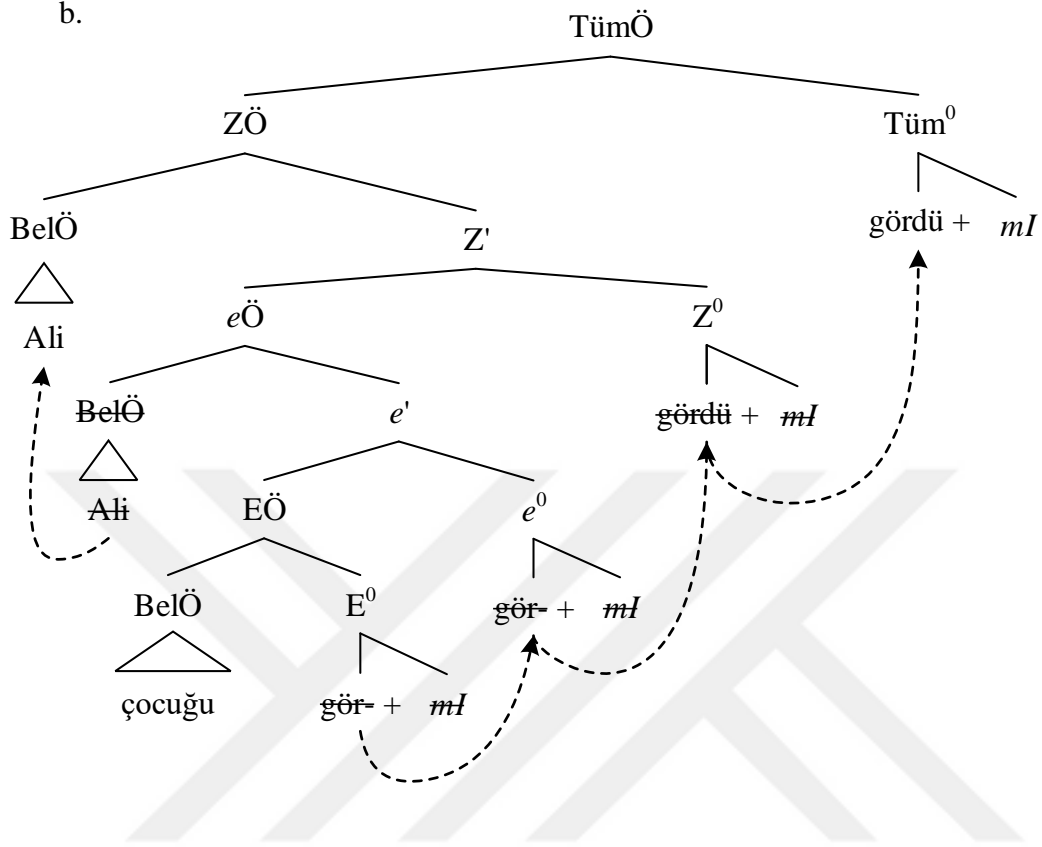 b.
TümÖ
ZÖ Tüm⁰
BelÖ Z' gördü + mI
eÖ Z⁰
Ali
BelÖ e' gördü + mI
Ali EÖ e⁰
BelÖ E⁰ gör- + mI
çocuğu gör- + mI